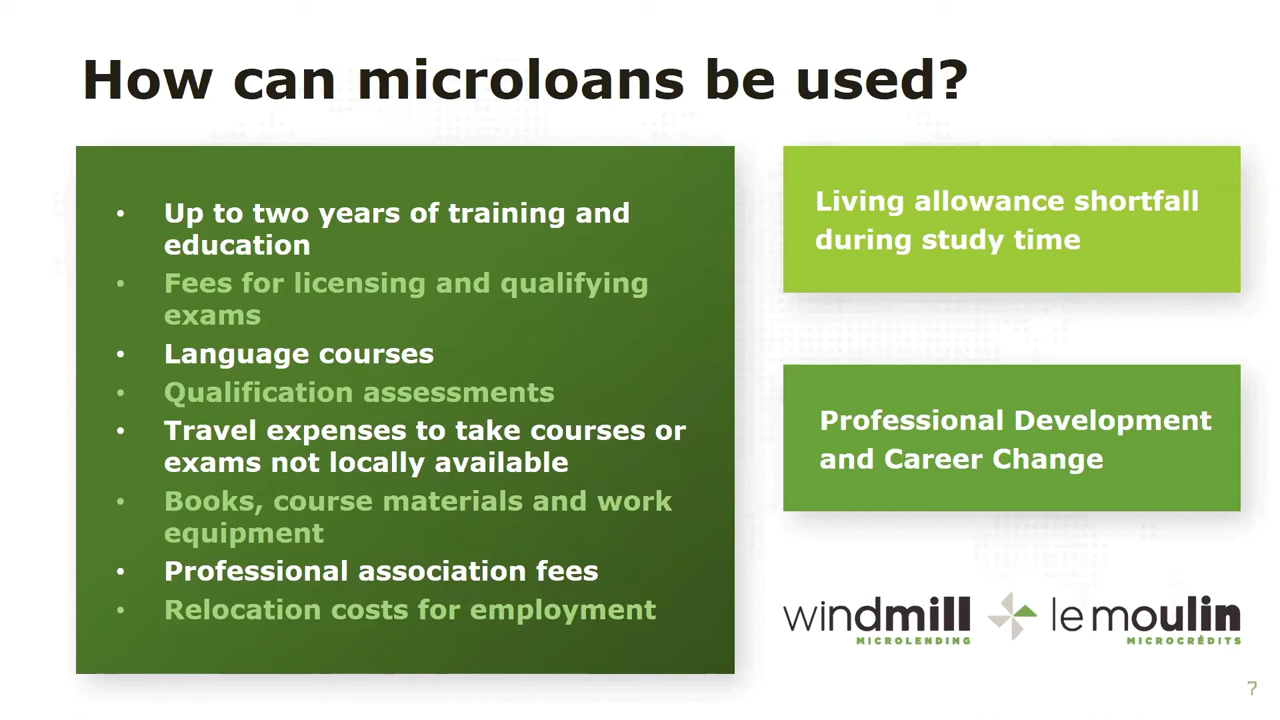 How can microloans be used?
• Up to two years of training and
education
• Fees for licensing and qualifying
exams
• Language courses
• Qualification assessments
• Travel expenses to take courses or
exams not locally available
• Books, course materials and work
equipment
• Professional association fees
• Relocation costs for employment
Living allowance shortfall
during study time
Professional Development
and Career Change
windmill
MICROLENDING
le moulin
MICROCRÉDITS
7